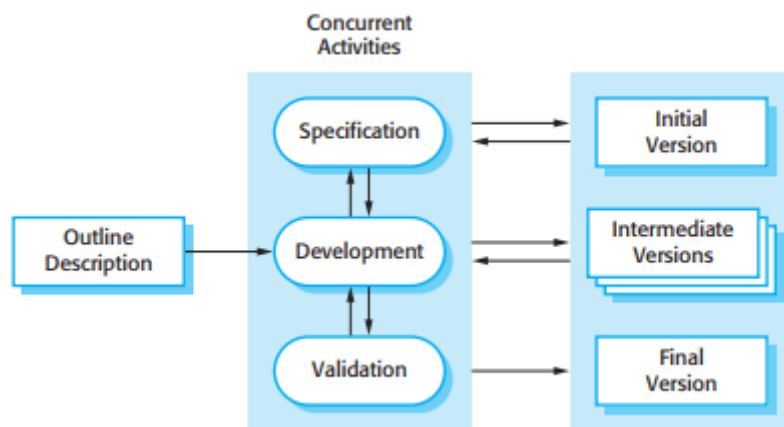 Concurrent
Activities
Specification
Initial
Version
Outline
Description
Development
Intermediate
Versions
Validation
Final
Version